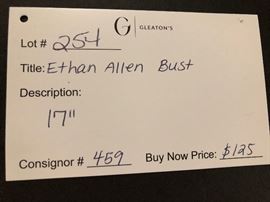 G | GLEATON'S
Lot # 254
Title: Ethan Allen Bust
Description:
17"
Consignor # 459 Buy Now Price: $125